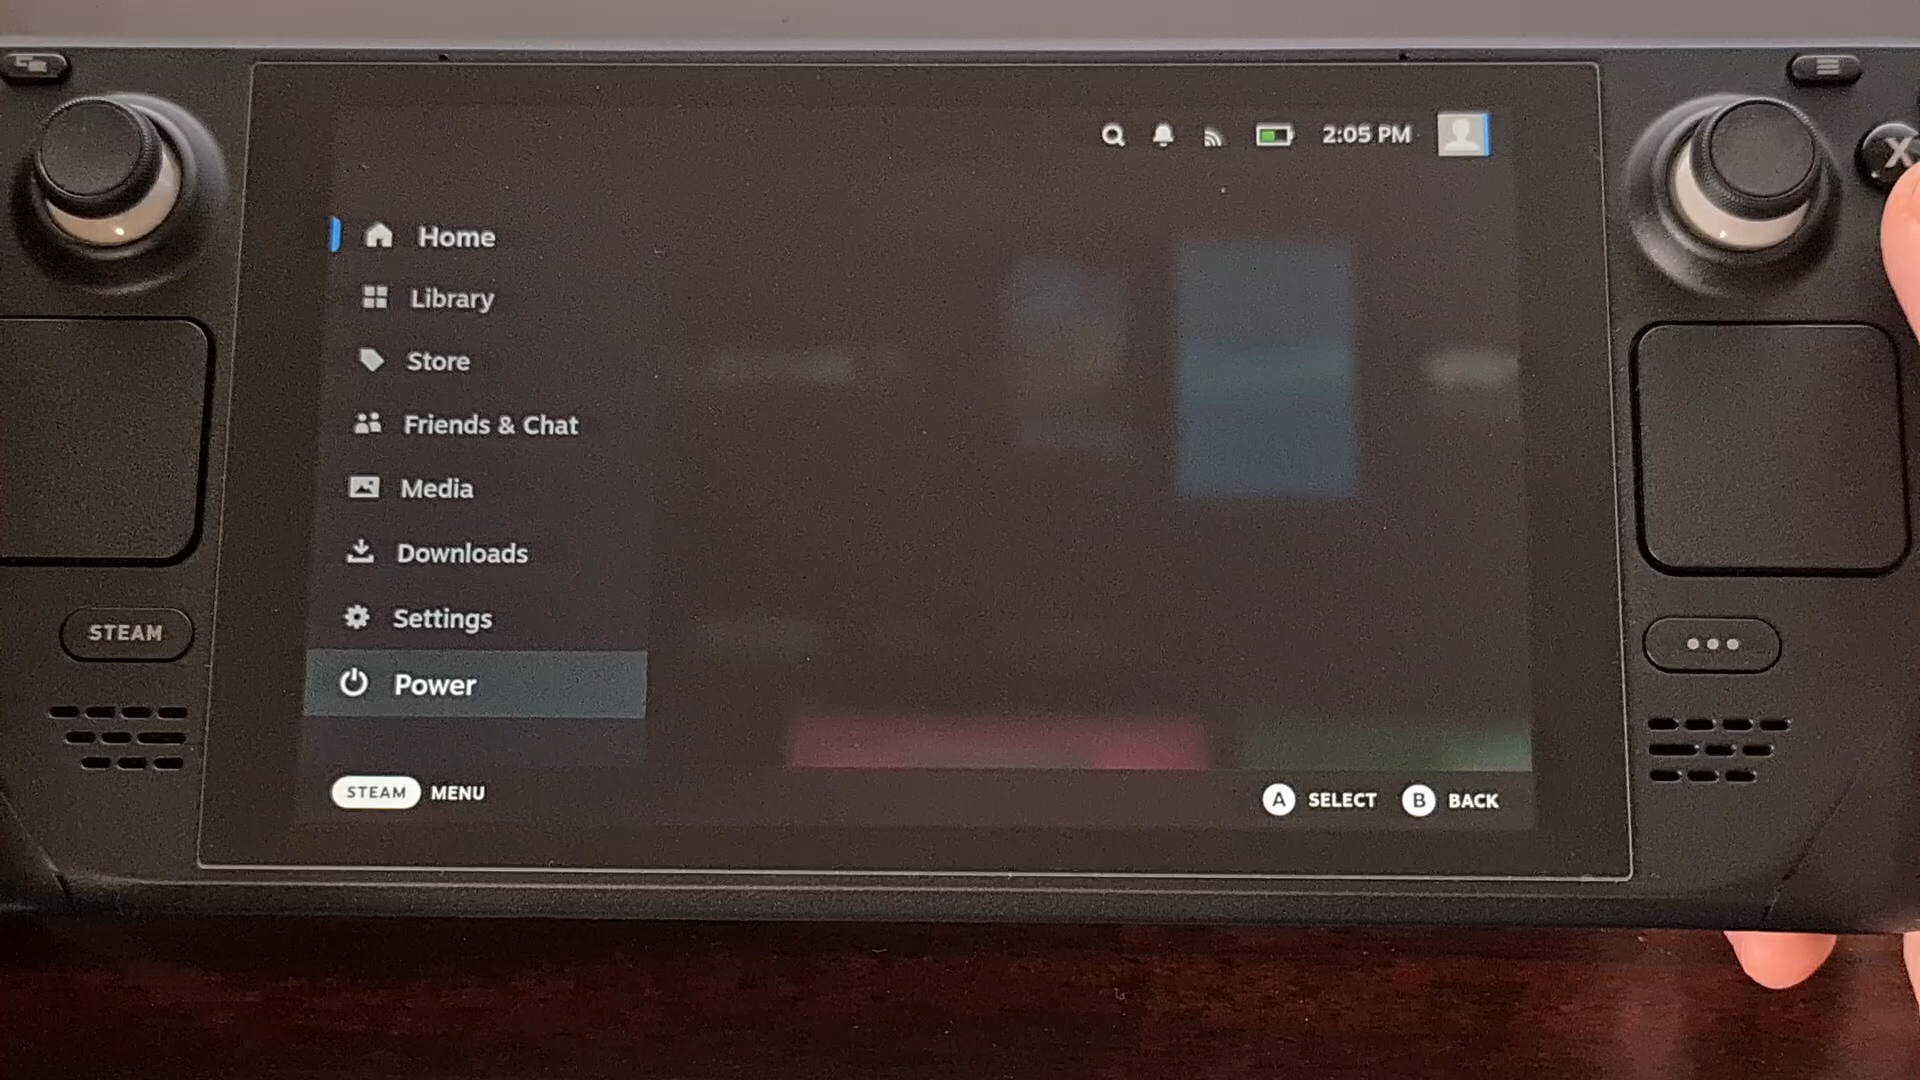 2:05 PM
X
Home
Library
Store
Friends & Chat
Media
Downloads
Settings
Power
STEAM
STEAM MENU
A SELECT B BACK